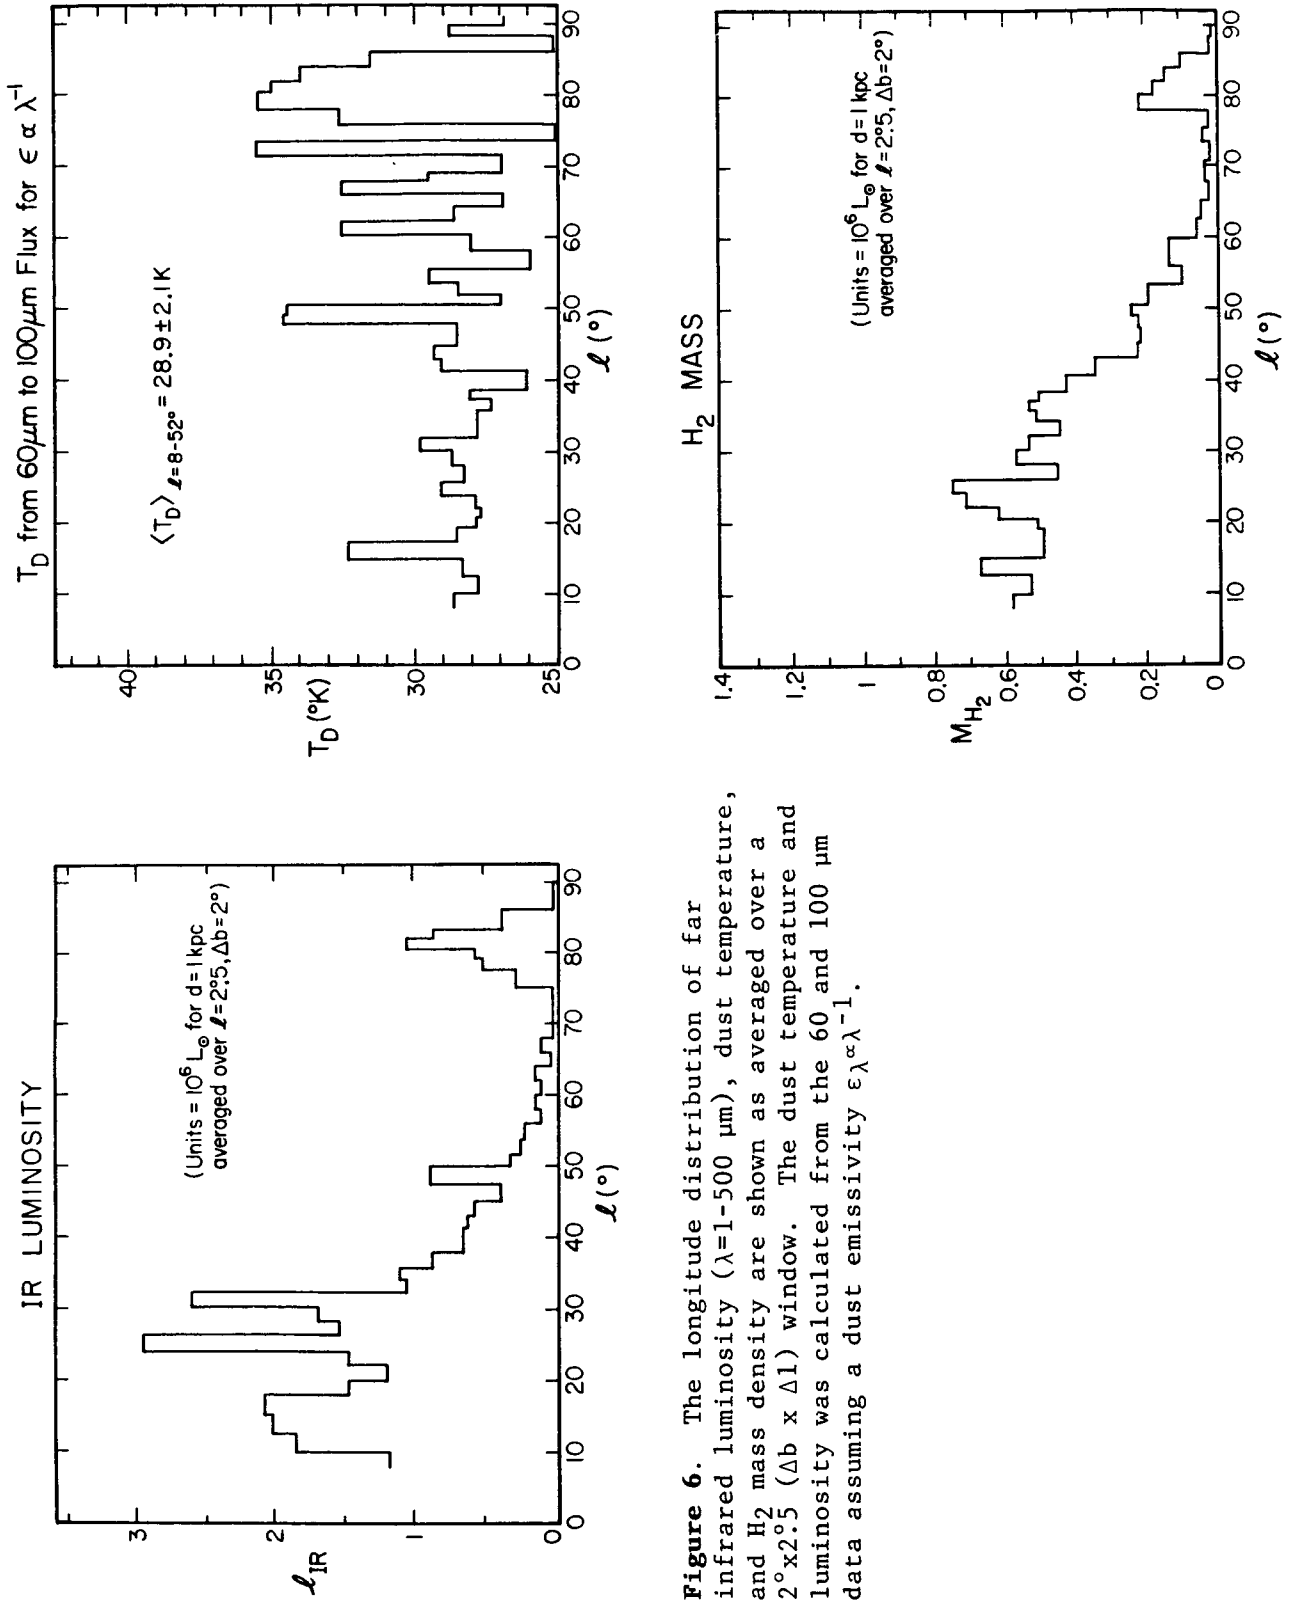 IR LUMINOSITY
(Units = 10⁶ L⊙ for d = 1 kpc
averaged over ℓ = 2°.5, Δb = 2°)
ℓ_IR
3
2
1
0
0 10 20 30 40 50 60 70 80 90
ℓ (°)
T_D from 60μm to 100μm Flux for ϵ α λ⁻¹
⟨T_D⟩ ℓ=8-52° = 28.9±2.1K
T_D (°K)
40
35
30
25
0 10 20 30 40 50 60 70 80 90
ℓ (°)
H₂ MASS
(Units = 10⁶ L⊙ for d = 1 kpc
averaged over ℓ = 2°.5, Δb = 2°)
M_H₂
1.4
1.2
1
0.8
0.6
0.4
0.2
0
0 10 20 30 40 50 60 70 80 90
ℓ (°)
Figure 6. The longitude distribution of far
infrared luminosity (λ=1-500 μm), dust temperature,
and H₂ mass density are shown as averaged over a
2°x2°.5 (Δb x Δl) window. The dust temperature and
luminosity was calculated from the 60 and 100 μm
data assuming a dust emissivity ε_λ∝λ⁻¹.